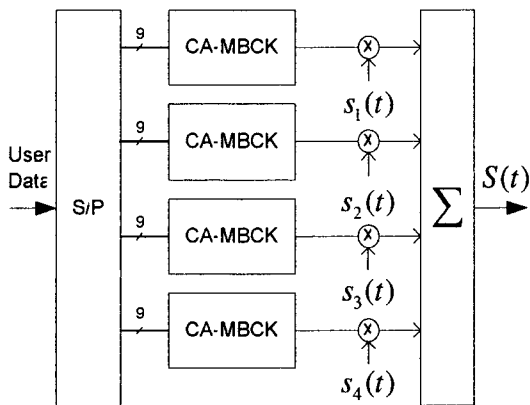 9
CA-MBCK
X
s₁(t)
9
CA-MBCK
X
s₂(t)
User
Data
S/P
Σ
S(t)
9
CA-MBCK
X
s₃(t)
9
CA-MBCK
X
s₄(t)